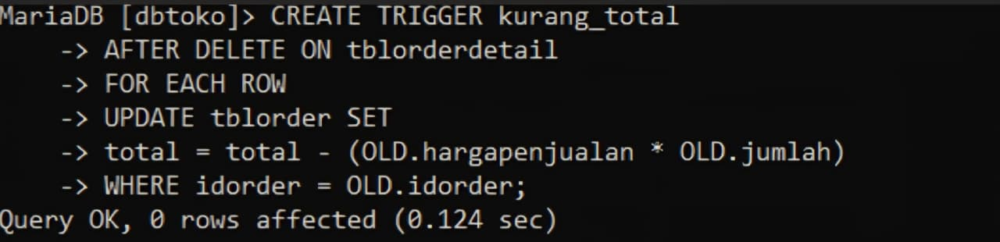 MariaDB [dbtoko]> CREATE TRIGGER kurang_total
    -> AFTER DELETE ON tblorderdetail
    -> FOR EACH ROW
    -> UPDATE tblorder SET
    -> total = total - (OLD.hargapenjualan * OLD.jumlah)
    -> WHERE idorder = OLD.idorder;
Query OK, 0 rows affected (0.124 sec)